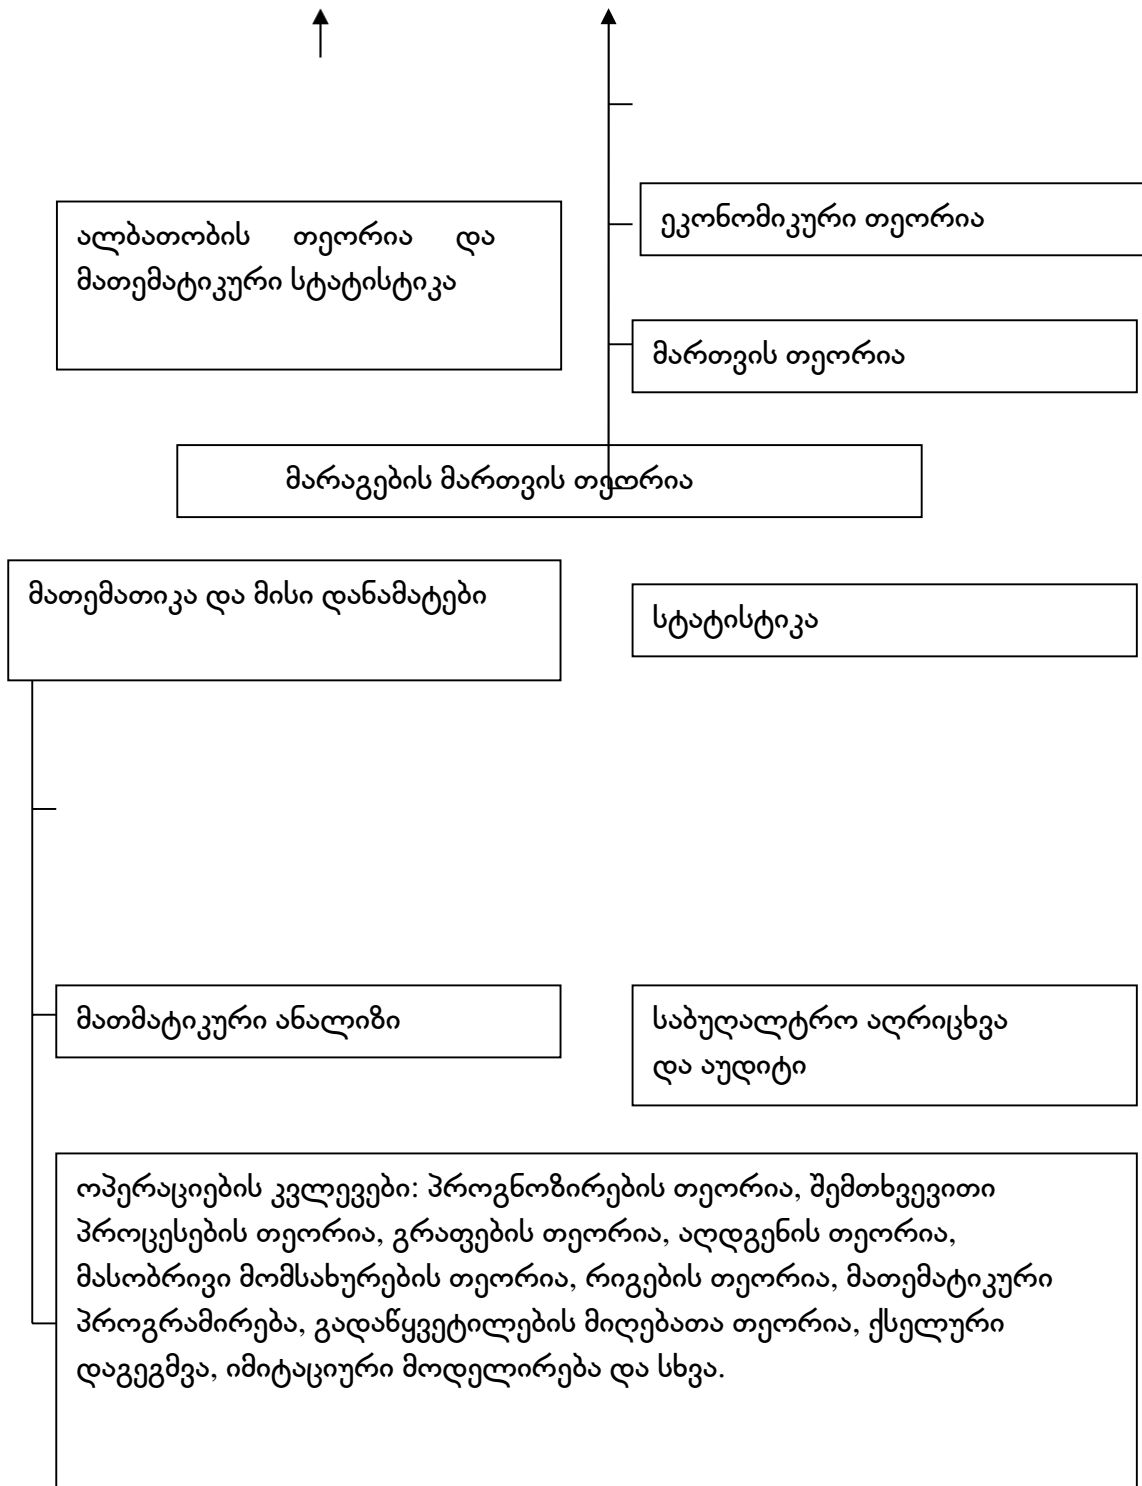 ეკონომიკური თეორია
ალბათობის თეორია და
მათემატიკური სტატისტიკა
მართვის თეორია
მარაგების მართვის თეორია
მათემათიკა და მისი დანამატები
სტატისტიკა
მათმატიკური ანალიზი
საბუღალტრო აღრიცხვა
და აუდიტი
ოპერაციების კვლევები: პროგნოზირების თეორია, შემთხვევითი
პროცესების თეორია, გრაფების თეორია, აღდგენის თეორია,
მასობრივი მომსახურების თეორია, რიგების თეორია, მათემატიკური
პროგრამირება, გადაწყვეტილების მიღებათა თეორია, ქსელური
დაგეგმვა, იმიტაციური მოდელირება და სხვა.